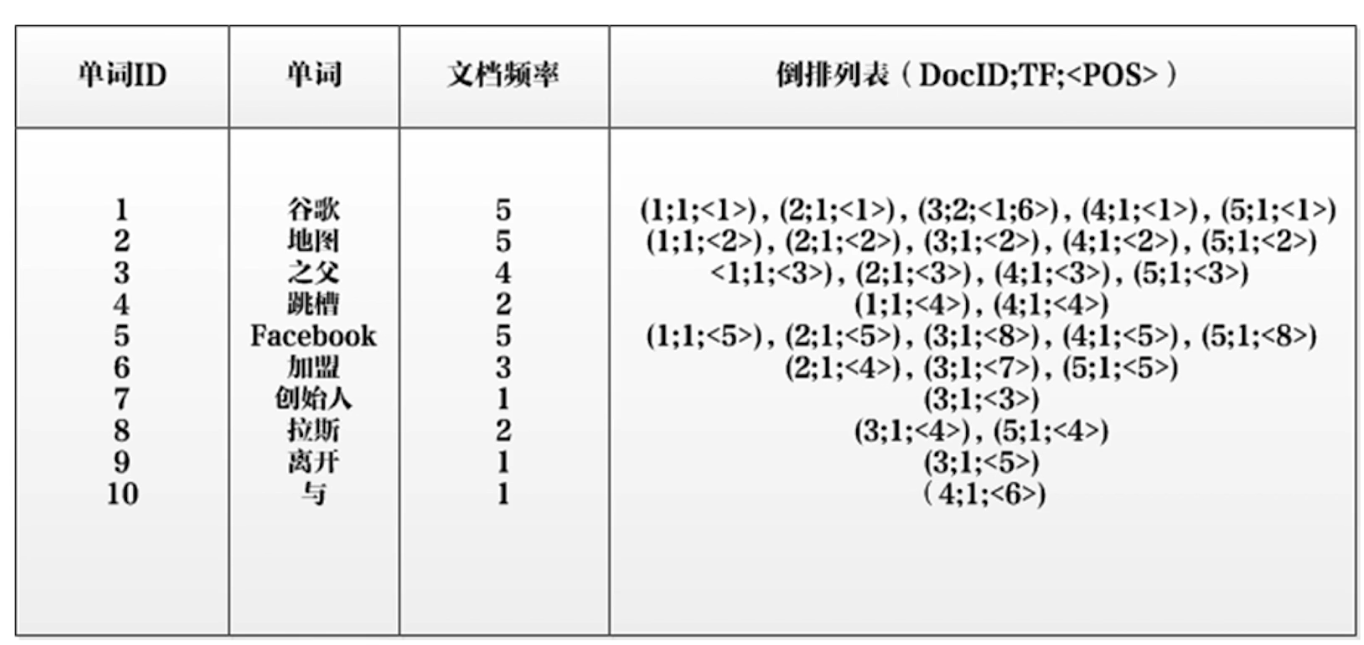 单词ID 单词 文档频率 倒排列表（DocID;TF;<POS>）
1 谷歌 5 (1;1;<1>), (2;1;<1>), (3;2;<1;6>), (4;1;<1>), (5;1;<1>)
2 地图 5 (1;1;<2>), (2;1;<2>), (3;1;<2>), (4;1;<2>), (5;1;<2>)
3 之父 4 <1;1;<3>), (2;1;<3>), (4;1;<3>), (5;1;<3>)
4 跳槽 2 (1;1;<4>), (4;1;<4>)
5 Facebook 5 (1;1;<5>), (2;1;<5>), (3;1;<8>), (4;1;<5>), (5;1;<8>)
6 加盟 3 (2;1;<4>), (3;1;<7>), (5;1;<5>)
7 创始人 1 (3;1;<3>)
8 拉斯 2 (3;1;<4>), (5;1;<4>)
9 离开 1 (3;1;<5>)
10 与 1 （4;1;<6>)